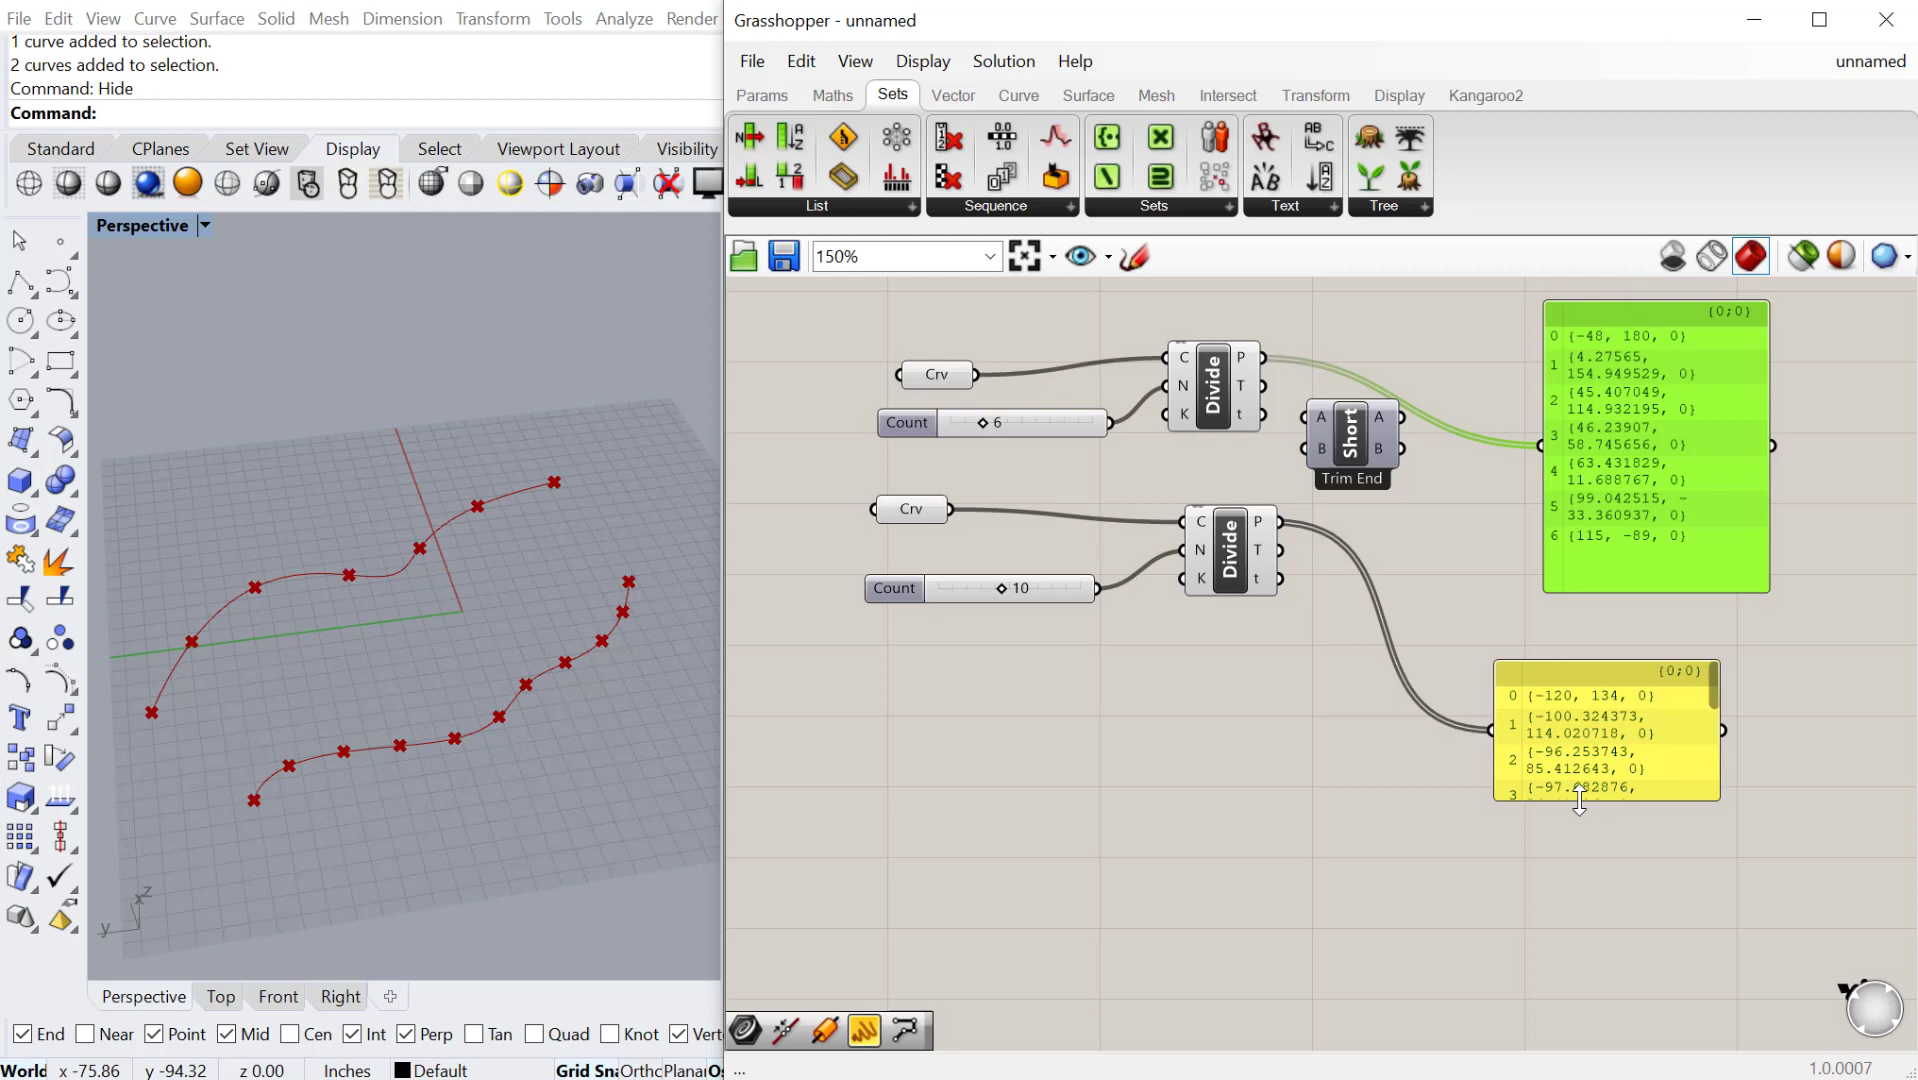 File Edit View Curve Surface Solid Mesh Dimension Transform Tools Analyze Render
1 curve added to selection.
2 curves added to selection.
Command: Hide
Command:
Standard CPlanes Set View Display Select Viewport Layout Visibility
Perspective
z
x
y
Perspective Top Front Right
End Near Point Mid Cen Int Perp Tan Quad Knot
World x -75.86 y -94.32 z 0.00 Inches Default
Grasshopper - unnamed
File Edit View Solution Help unnamed
Params Maths Sets Vector Curve Surface Mesh Intersect Transform Display Kangaroo2
List Sequence Sets Text Tree
150%
Crv
Count 6
C Divide P
N T
K t
A Short A
B B
Trim End
Crv
Count 10
C Divide P
N T
K t
{0;0}
0 {-48, 180, 0}
1 {4.27565,
154.949529, 0}
2 {45.407049,
114.932195, 0}
3 {46.23907,
58.745656, 0}
4 {63.431829,
11.688767, 0}
5 {99.042515, -
33.360937, 0}
6 {115, -89, 0}
{0;0}
0 {-120, 134, 0}
1 {-100.324373,
114.020718, 0}
2 {-96.253743,
85.412643, 0}
3
...
1.0.0007